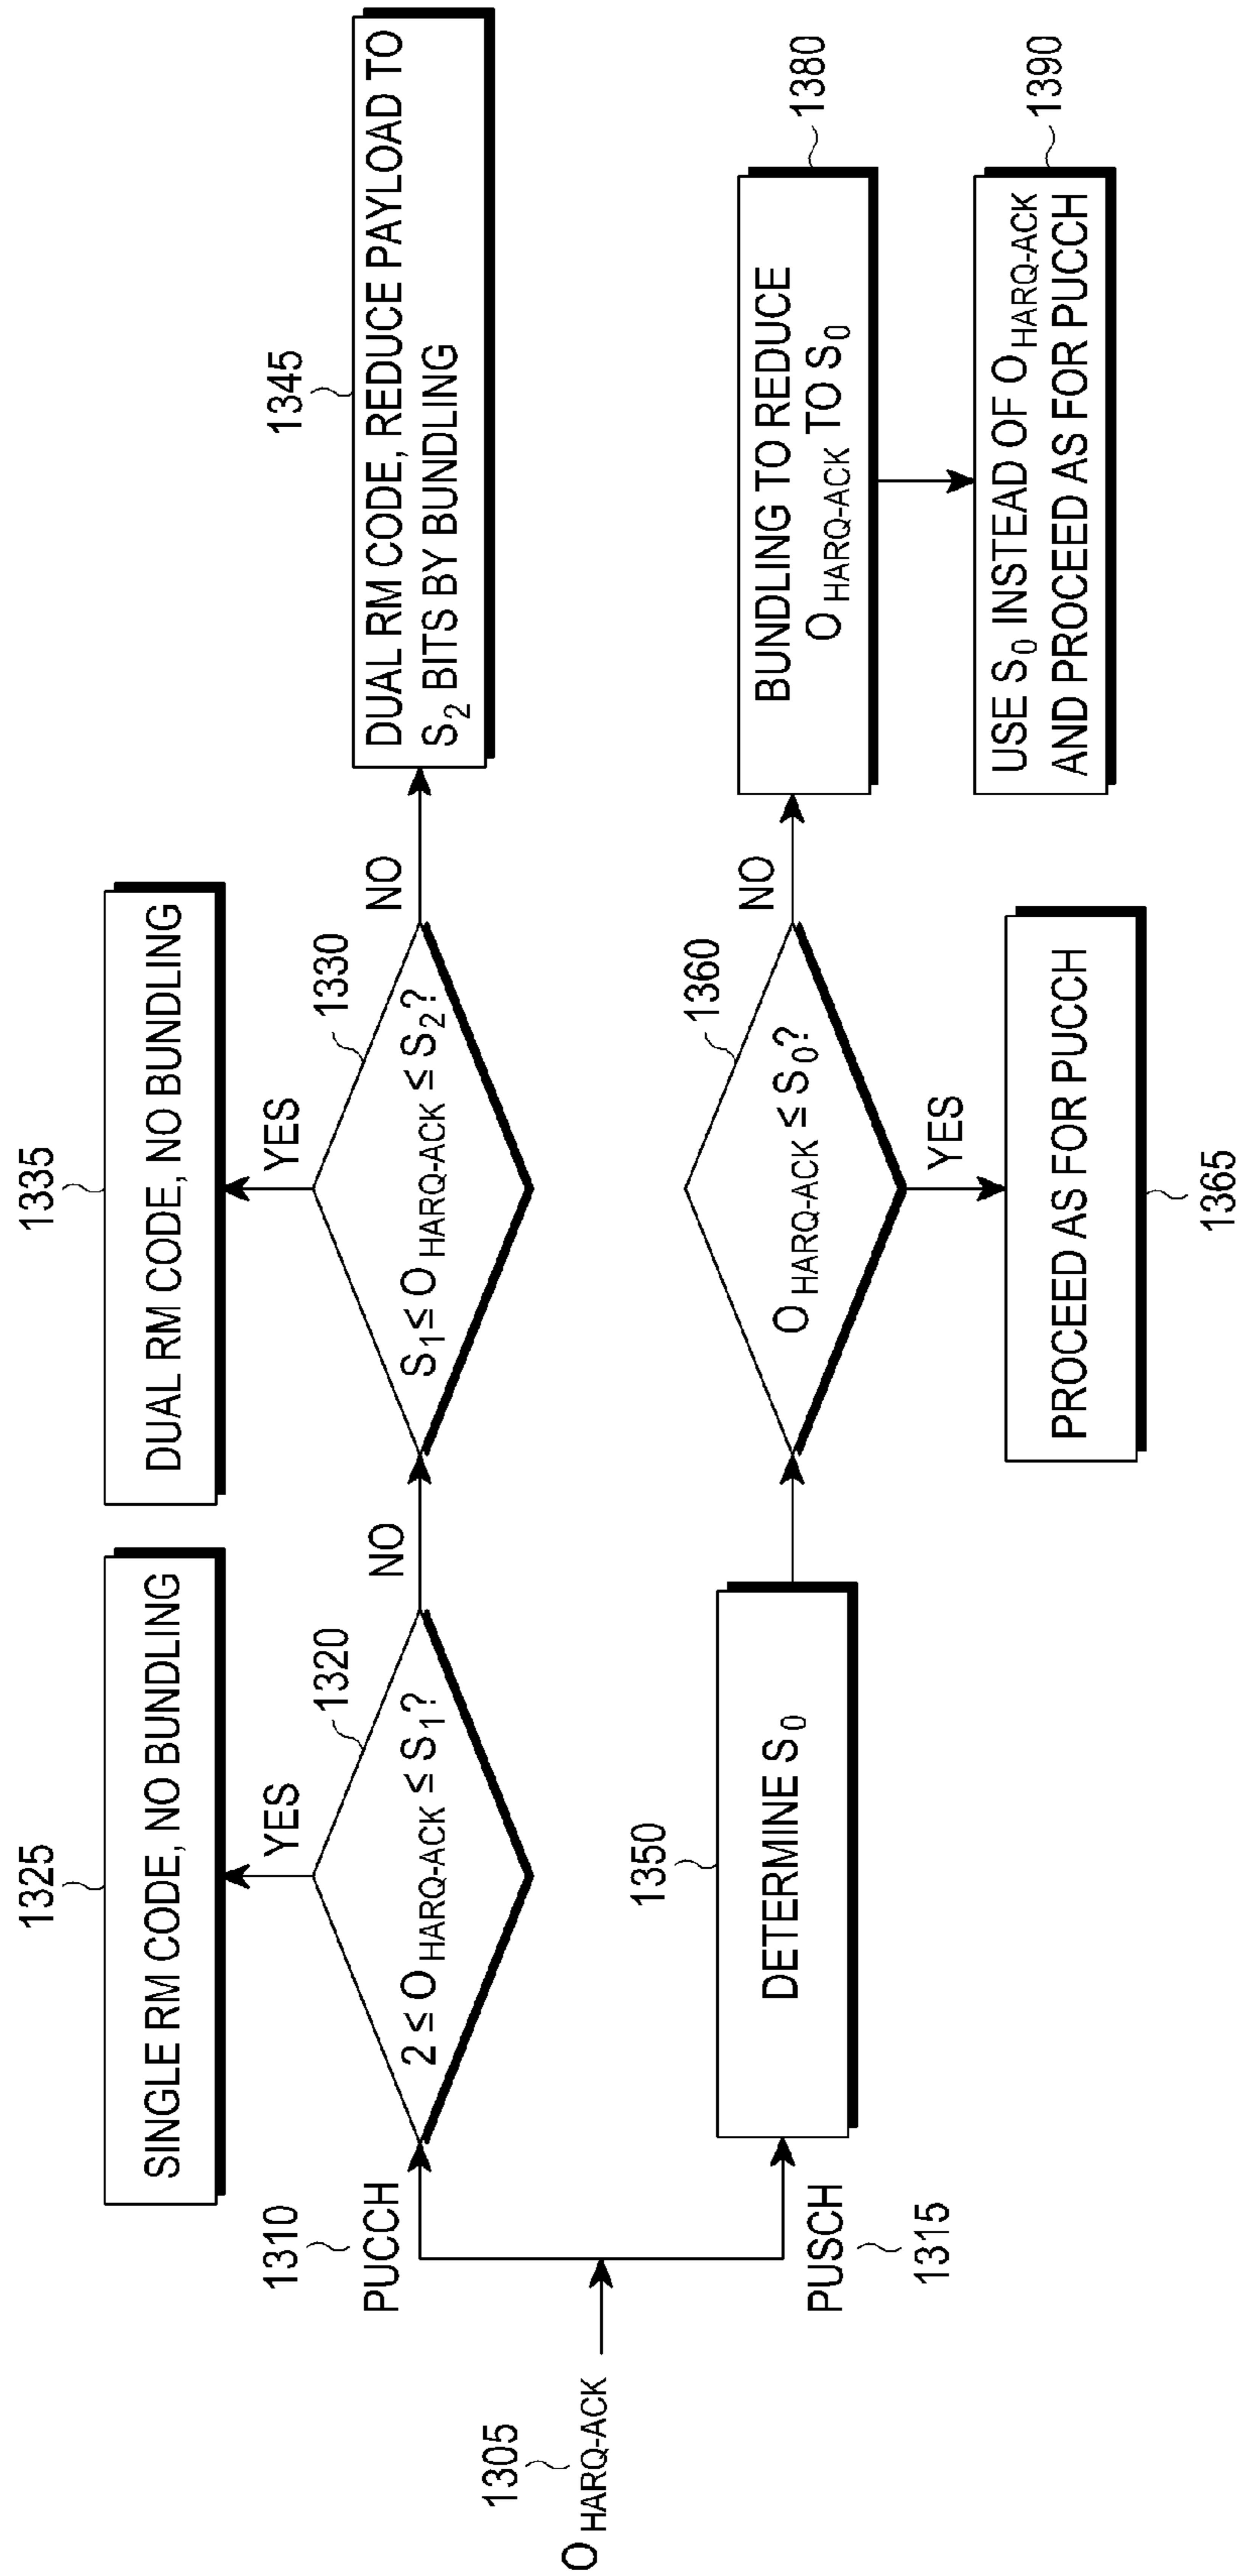 1305
O HARQ-ACK
1310
PUCCH
PUSCH
1315
1325
SINGLE RM CODE, NO BUNDLING
YES
1320
2 ≤ O HARQ-ACK ≤ S1?
NO
1335
DUAL RM CODE, NO BUNDLING
YES
1330
S1 ≤ O HARQ-ACK ≤ S2?
NO
1345
DUAL RM CODE, REDUCE PAYLOAD TO
S2 BITS BY BUNDLING
1350
DETERMINE S0
1360
O HARQ-ACK ≤ S0?
YES
PROCEED AS FOR PUCCH
1365
NO
BUNDLING TO REDUCE
O HARQ-ACK TO S0
1380
USE S0 INSTEAD OF O HARQ-ACK
AND PROCEED AS FOR PUCCH
1390